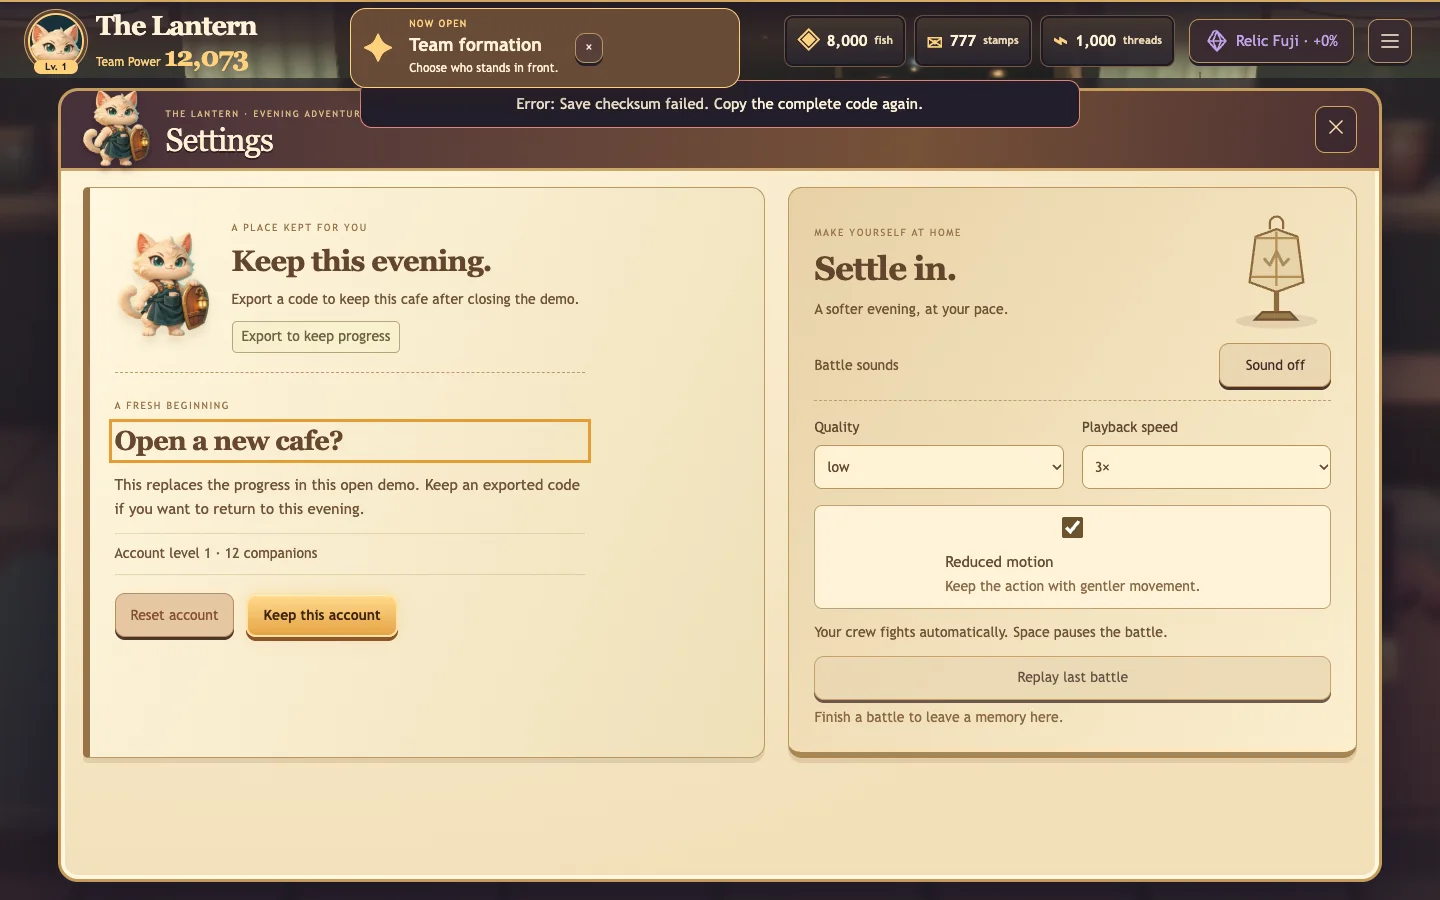 The Lantern
Lv. 1
Team Power 12,073
NOW OPEN
Team formation
Choose who stands in front.
×
8,000 fish
777 stamps
1,000 threads
Relic Fuji · +0%
Error: Save checksum failed. Copy the complete code again.
THE LANTERN · EVENING
Settings
A PLACE KEPT FOR YOU
Keep this evening.
Export a code to keep this cafe after closing the demo.
Export to keep progress
A FRESH BEGINNING
Open a new cafe?
This replaces the progress in this open demo. Keep an exported code
if you want to return to this evening.
Account level 1 · 12 companions
Reset account
Keep this account
MAKE YOURSELF AT HOME
Settle in.
A softer evening, at your pace.
Battle sounds
Sound off
Quality
Playback speed
low
3×
Reduced motion
Keep the action with gentler movement.
Your crew fights automatically. Space pauses the battle.
Replay last battle
Finish a battle to leave a memory here.